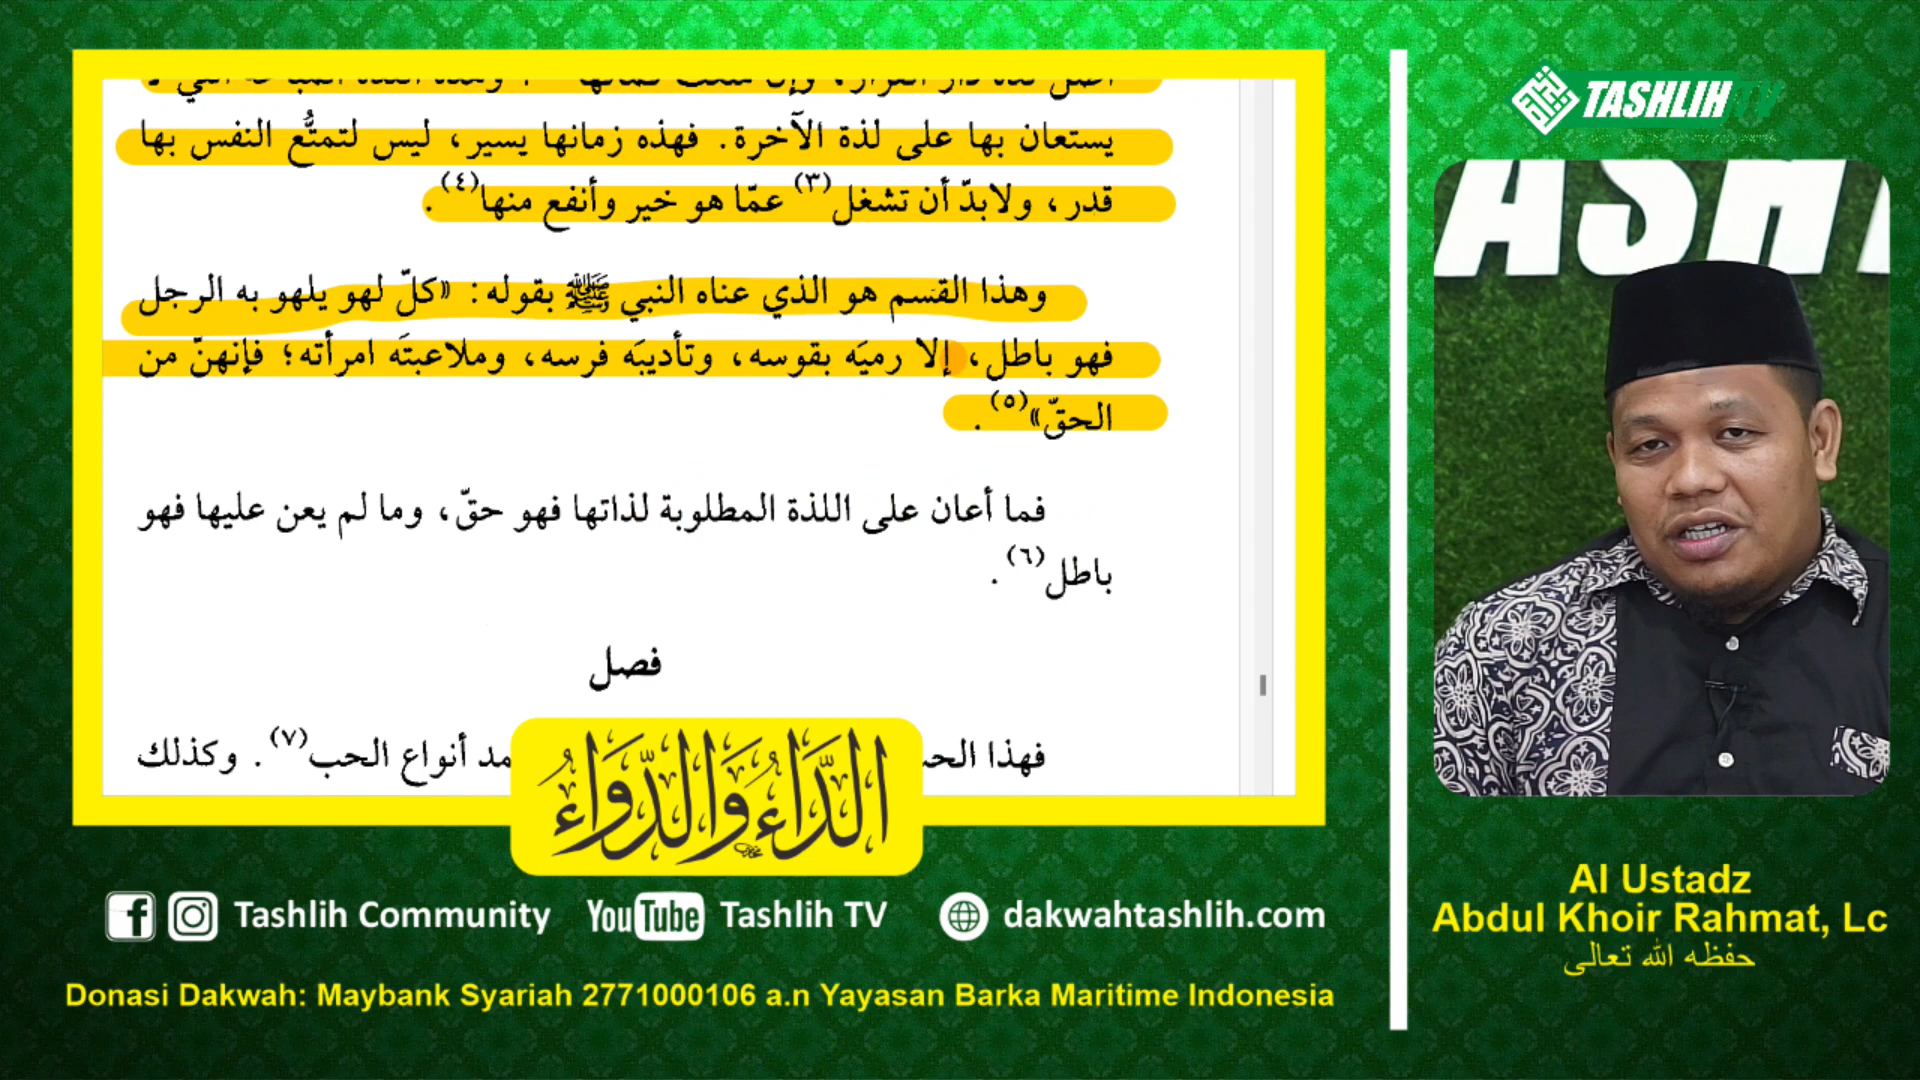 يستعان بها على لذة الآخرة. فهذه زمانها يسير، ليس لتمتُّع النفس بها
قدر، ولابدّ أن تشغل(٣) عمّا هو خير وأنفع منها(٤).
وهذا القسم هو الذي عناه النبي ﷺ بقوله: «كلّ لهو يلهو به الرجل
فهو باطل، إلا رميَه بقوسه، وتأديبَه فرسه، وملاعبتَه امرأته؛ فإنهنّ من
الحقّ»(٥).
فما أعان على اللذة المطلوبة لذاتها فهو حقّ، وما لم يعن عليها فهو
باطل(٦).
فصل
فهذا أنواع الحب(٧). وكذلك
الدَّاءُ وَالدَّوَاءُ
Tashlih Community YouTube Tashlih TV dakwahtashlih.com
Donasi Dakwah: Maybank Syariah 2771000106 a.n Yayasan Barka Maritime Indonesia
TASHLIH TV
ASH
Al Ustadz
Abdul Khoir Rahmat, Lc
حفظه الله تعالى